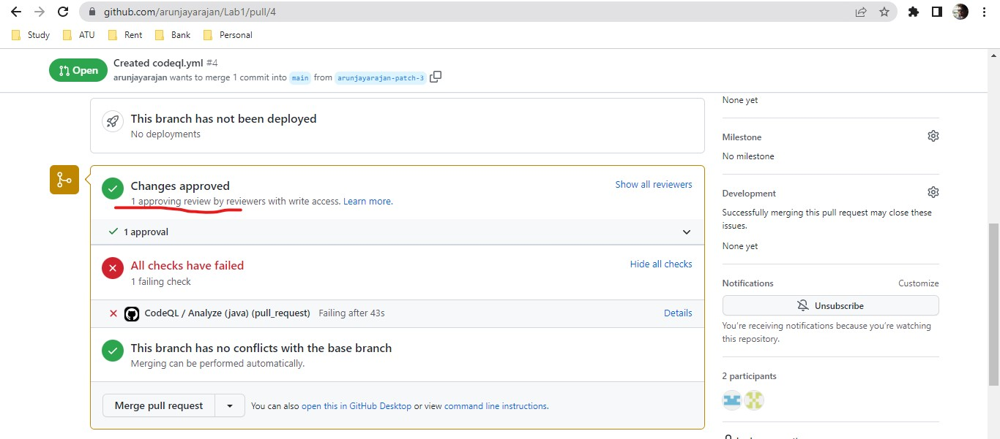 github.com/arunjayarajan/Lab1/pull/4
Study ATU Rent Bank Personal
Open
Created codeql.yml #4
arunjayarajan wants to merge 1 commit into main from arunjayarajan-patch-3
This branch has not been deployed
No deployments
Changes approved
1 approving review by reviewers with write access. Learn more.
Show all reviewers
1 approval
All checks have failed
1 failing check
Hide all checks
CodeQL / Analyze (java) (pull_request) Failing after 43s Details
This branch has no conflicts with the base branch
Merging can be performed automatically.
Merge pull request You can also open this in GitHub Desktop or view command line instructions.
None yet
Milestone
No milestone
Development
Successfully merging this pull request may close these
issues.
None yet
Notifications Customize
Unsubscribe
You're receiving notifications because you're watching
this repository.
2 participants